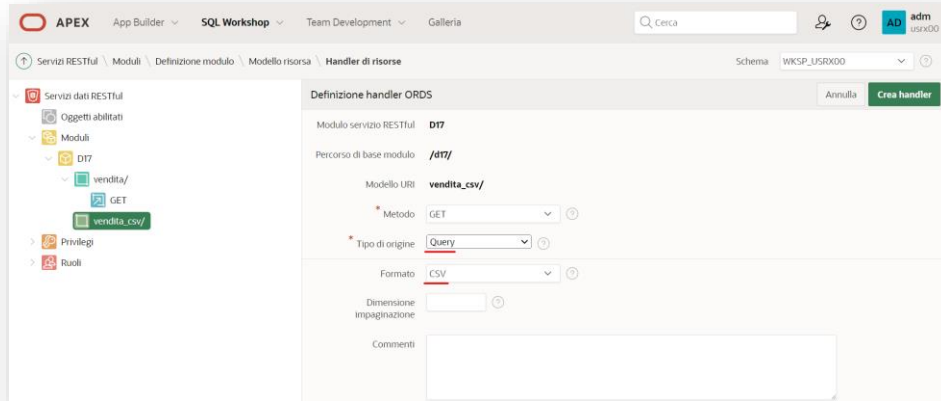 APEX App Builder SQL Workshop Team Development Galleria Cerca AD adm
usrx00
Servizi RESTful \ Moduli \ Definizione modulo \ Modello risorsa \ Handler di risorse Schema WKSP_USRX00
Servizi dati RESTful
Oggetti abilitati
Moduli
D17
vendita/
GET
vendita_csv/
Privilegi
Ruoli
Definizione handler ORDS Annulla Crea handler
Modulo servizio RESTful D17
Percorso di base modulo /d17/
Modello URI vendita_csv/
* Metodo GET
* Tipo di origine Query
Formato CSV
Dimensione
impaginazione
Commenti